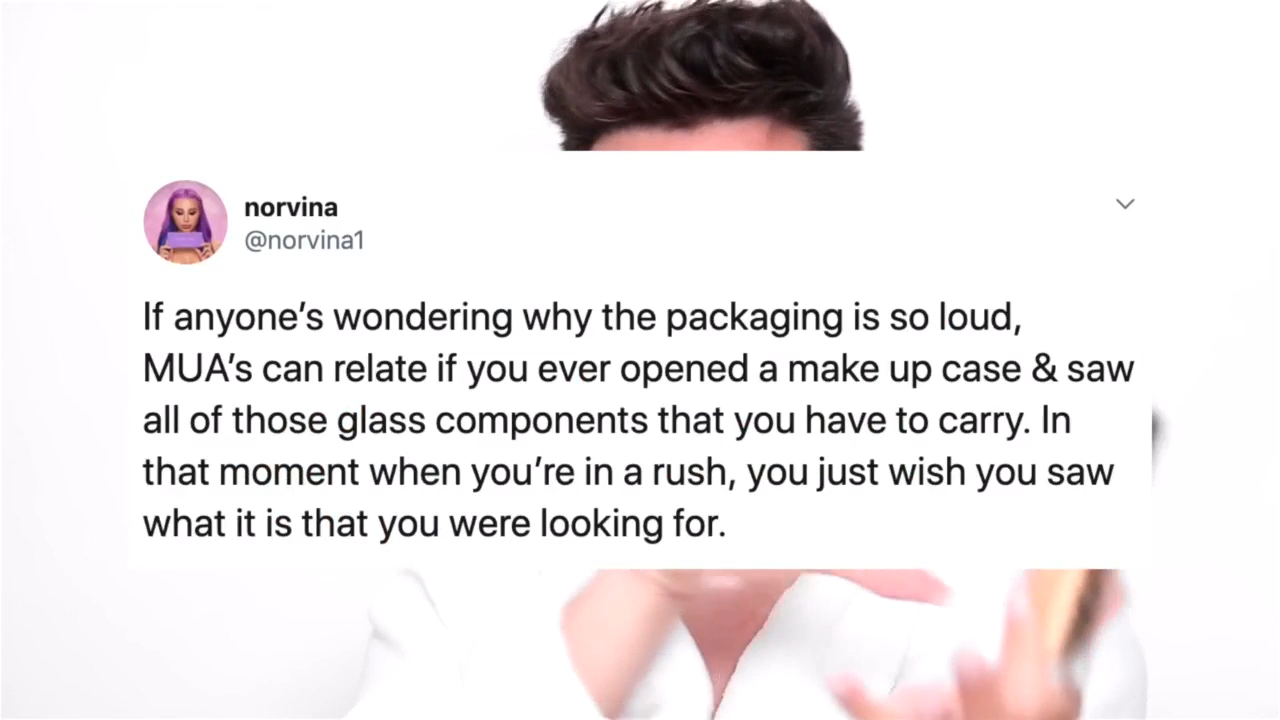 norvina
@norvina1
If anyone’s wondering why the packaging is so loud,
MUA’s can relate if you ever opened a make up case & saw
all of those glass components that you have to carry. In
that moment when you’re in a rush, you just wish you saw
what it is that you were looking for.